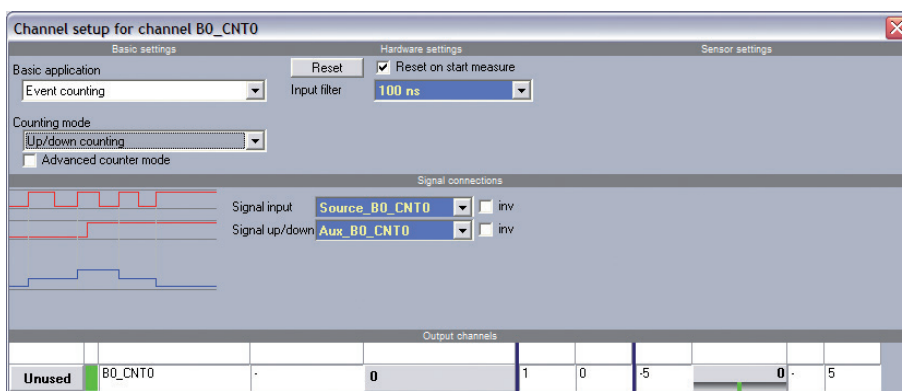 Channel setup for channel B0_CNT0
Basic settings Hardware settings Sensor settings
Basic application Reset Reset on start measure
Event counting Input filter 100 ns
Counting mode
Up/down counting
Advanced counter mode
Signal connections
Signal input Source_B0_CNT0 inv
Signal up/down Aux_B0_CNT0 inv
Output channels
Unused B0_CNT0 - 0 1 0 -5 0 - 5